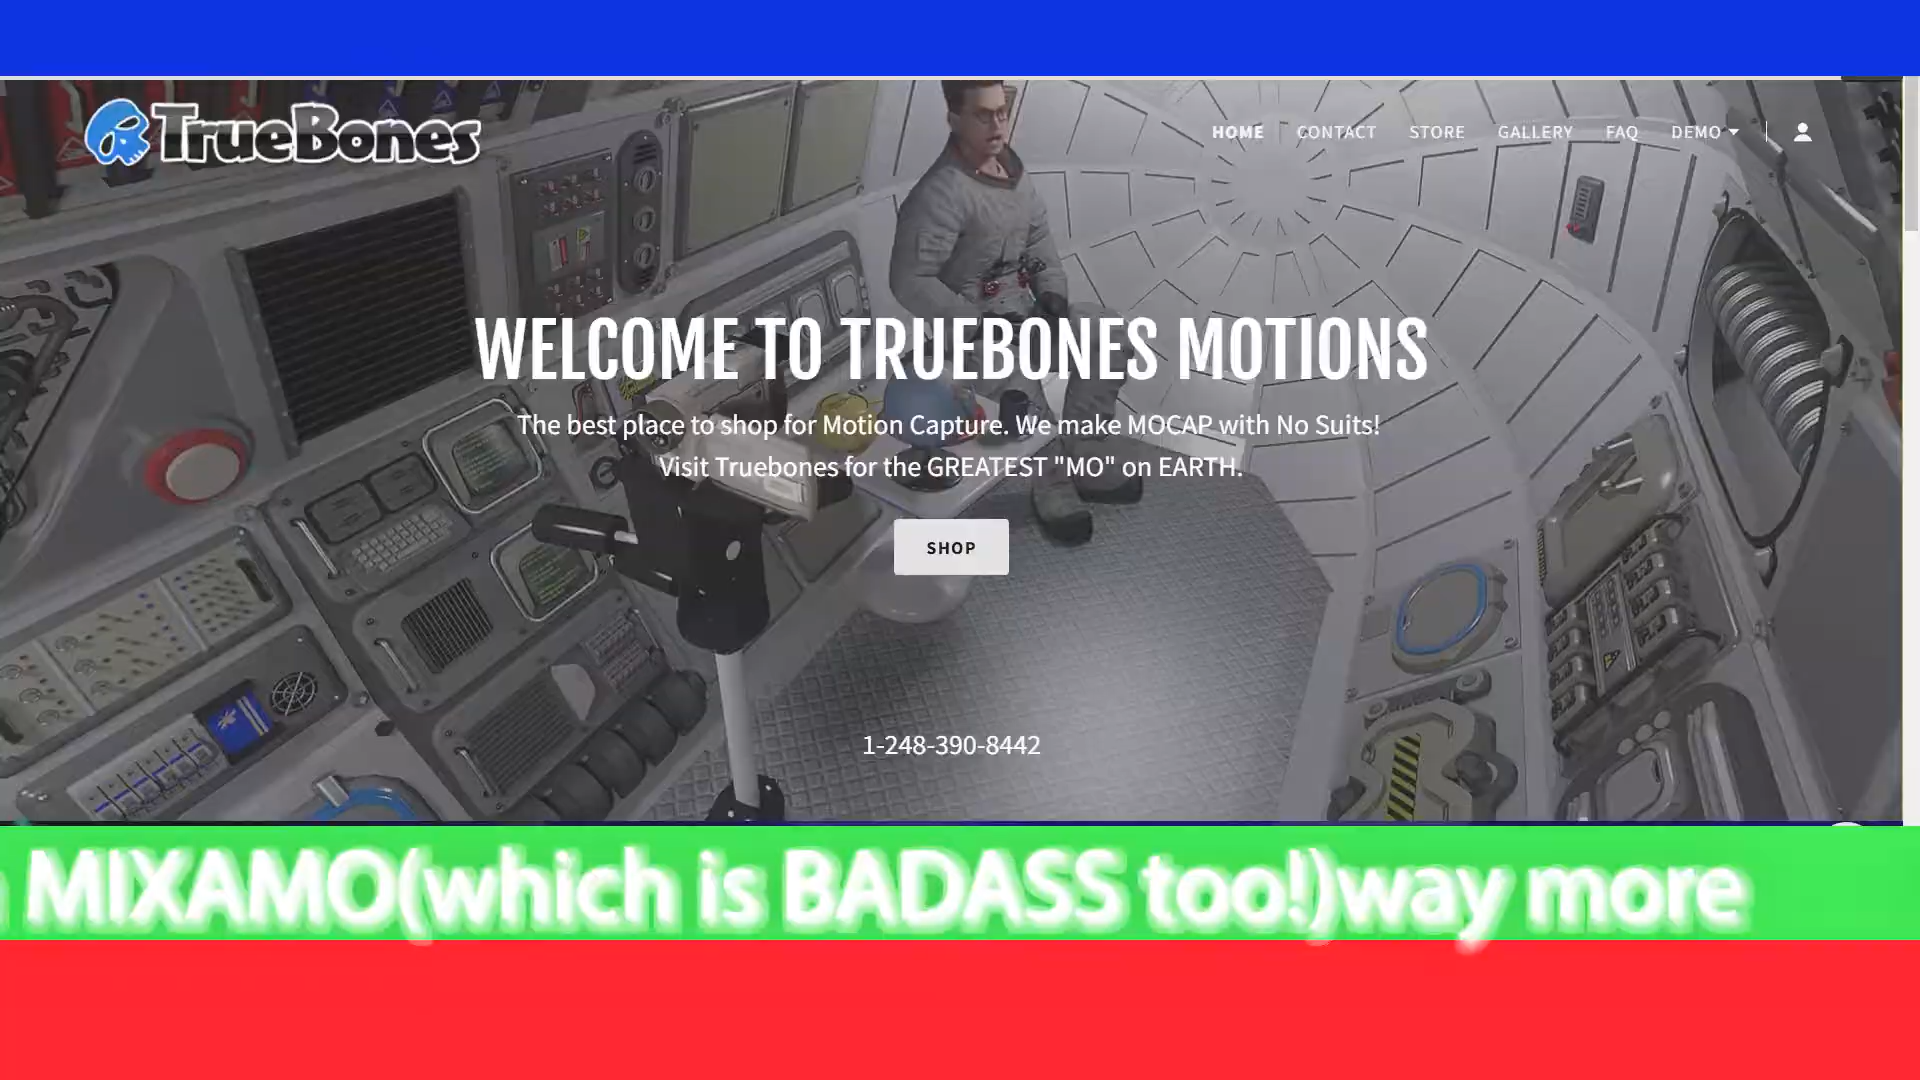 TrueBones
HOME CONTACT STORE GALLERY FAQ DEMO
WELCOME TO TRUEBONES MOTIONS
The best place to shop for Motion Capture. We make MOCAP with No Suits!
Visit Truebones for the GREATEST "MO" on EARTH.
SHOP
1-248-390-8442
MIXAMO(which is BADASS too!)way more